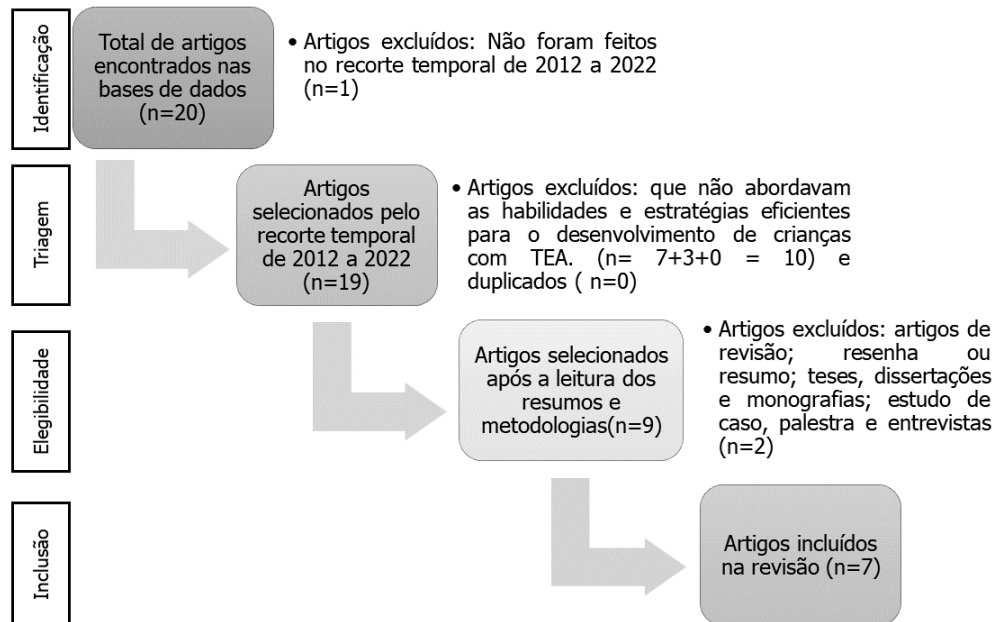 Identificação
Total de artigos
encontrados nas
bases de dados
(n=20)
• Artigos excluídos: Não foram feitos
no recorte temporal de 2012 a 2022
(n=1)
Triagem
Artigos
selecionados pelo
recorte temporal
de 2012 a 2022
(n=19)
• Artigos excluídos: que não abordavam
as habilidades e estratégias eficientes
para o desenvolvimento de crianças
com TEA. (n= 7+3+0 = 10) e
duplicados ( n=0)
Elegibilidade
Artigos selecionados
após a leitura dos
resumos e
metodologias(n=9)
• Artigos excluídos: artigos de
revisão; resenha ou
resumo; teses, dissertações
e monografias; estudo de
caso, palestra e entrevistas
(n=2)
Inclusão
Artigos incluídos
na revisão (n=7)